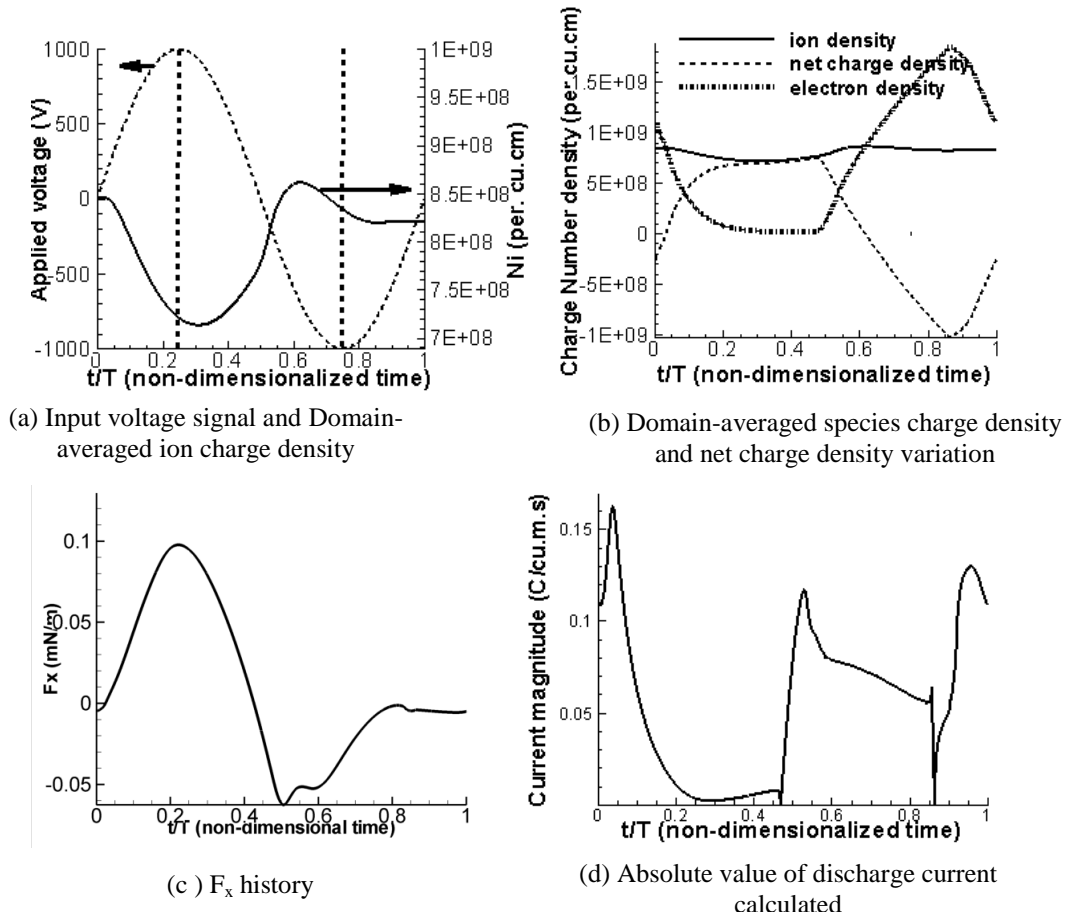 1000
500
0
-500
-1000
Applied voltage (V)
1E+09
9.5E+08
9E+08
8.5E+08
8E+08
7.5E+08
7E+08
Ni (per. cu.cm)
0 0.2 0.4 0.6 0.8 1
t/T (non-dimensionalized time)
(a) Input voltage signal and Domain-
averaged ion charge density
ion density
net charge density
electron density
1.5E+09
1E+09
5E+08
0
-5E+08
-1E+09
Charge Number density (per.cu.cm)
0 0.2 0.4 0.6 0.8 1
t/T (non-dimensionalized time)
(b) Domain-averaged species charge density
and net charge density variation
0.1
0.05
0
-0.05
Fx (mN/m)
0 0.2 0.4 0.6 0.8 1
t/T (non-dimensional time)
(c ) Fx history
0.15
0.1
0.05
Current magnitude (C/cu.m.s)
0 0.2 0.4 0.6 0.8 1
t/T (non-dimensionalized time)
(d) Absolute value of discharge current
calculated